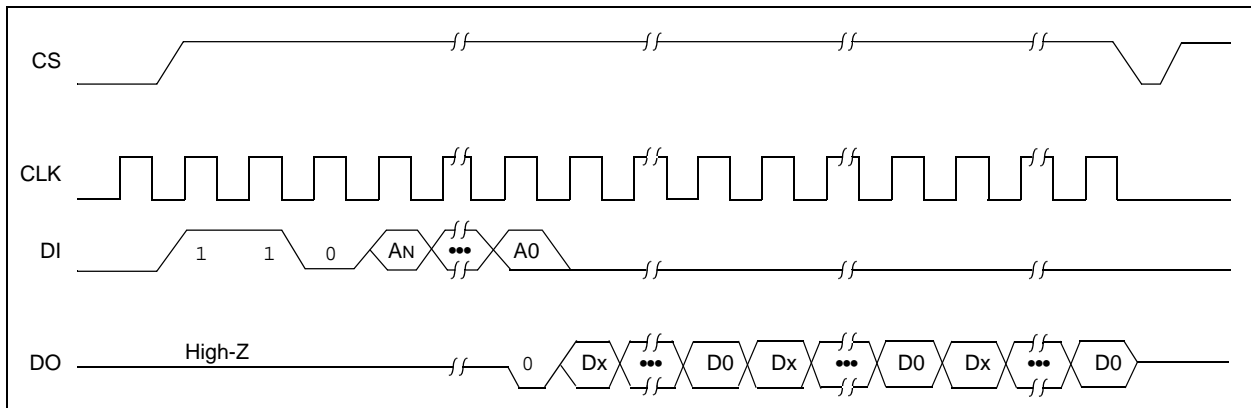 CS
CLK
DI 1 1 0 AN ••• A0
High-Z
DO 0 Dx ••• D0 Dx ••• D0 Dx ••• D0